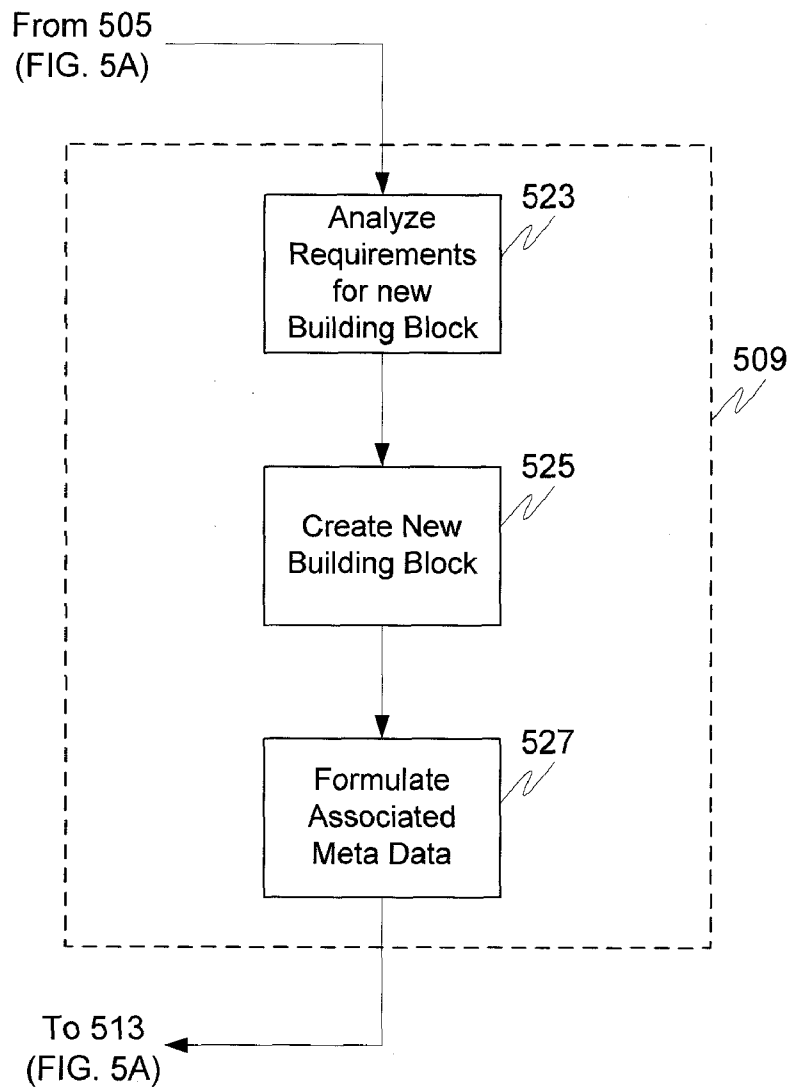 From 505
(FIG. 5A)
523
Analyze
Requirements
for new
Building Block
509
525
Create New
Building Block
527
Formulate
Associated
Meta Data
To 513
(FIG. 5A)